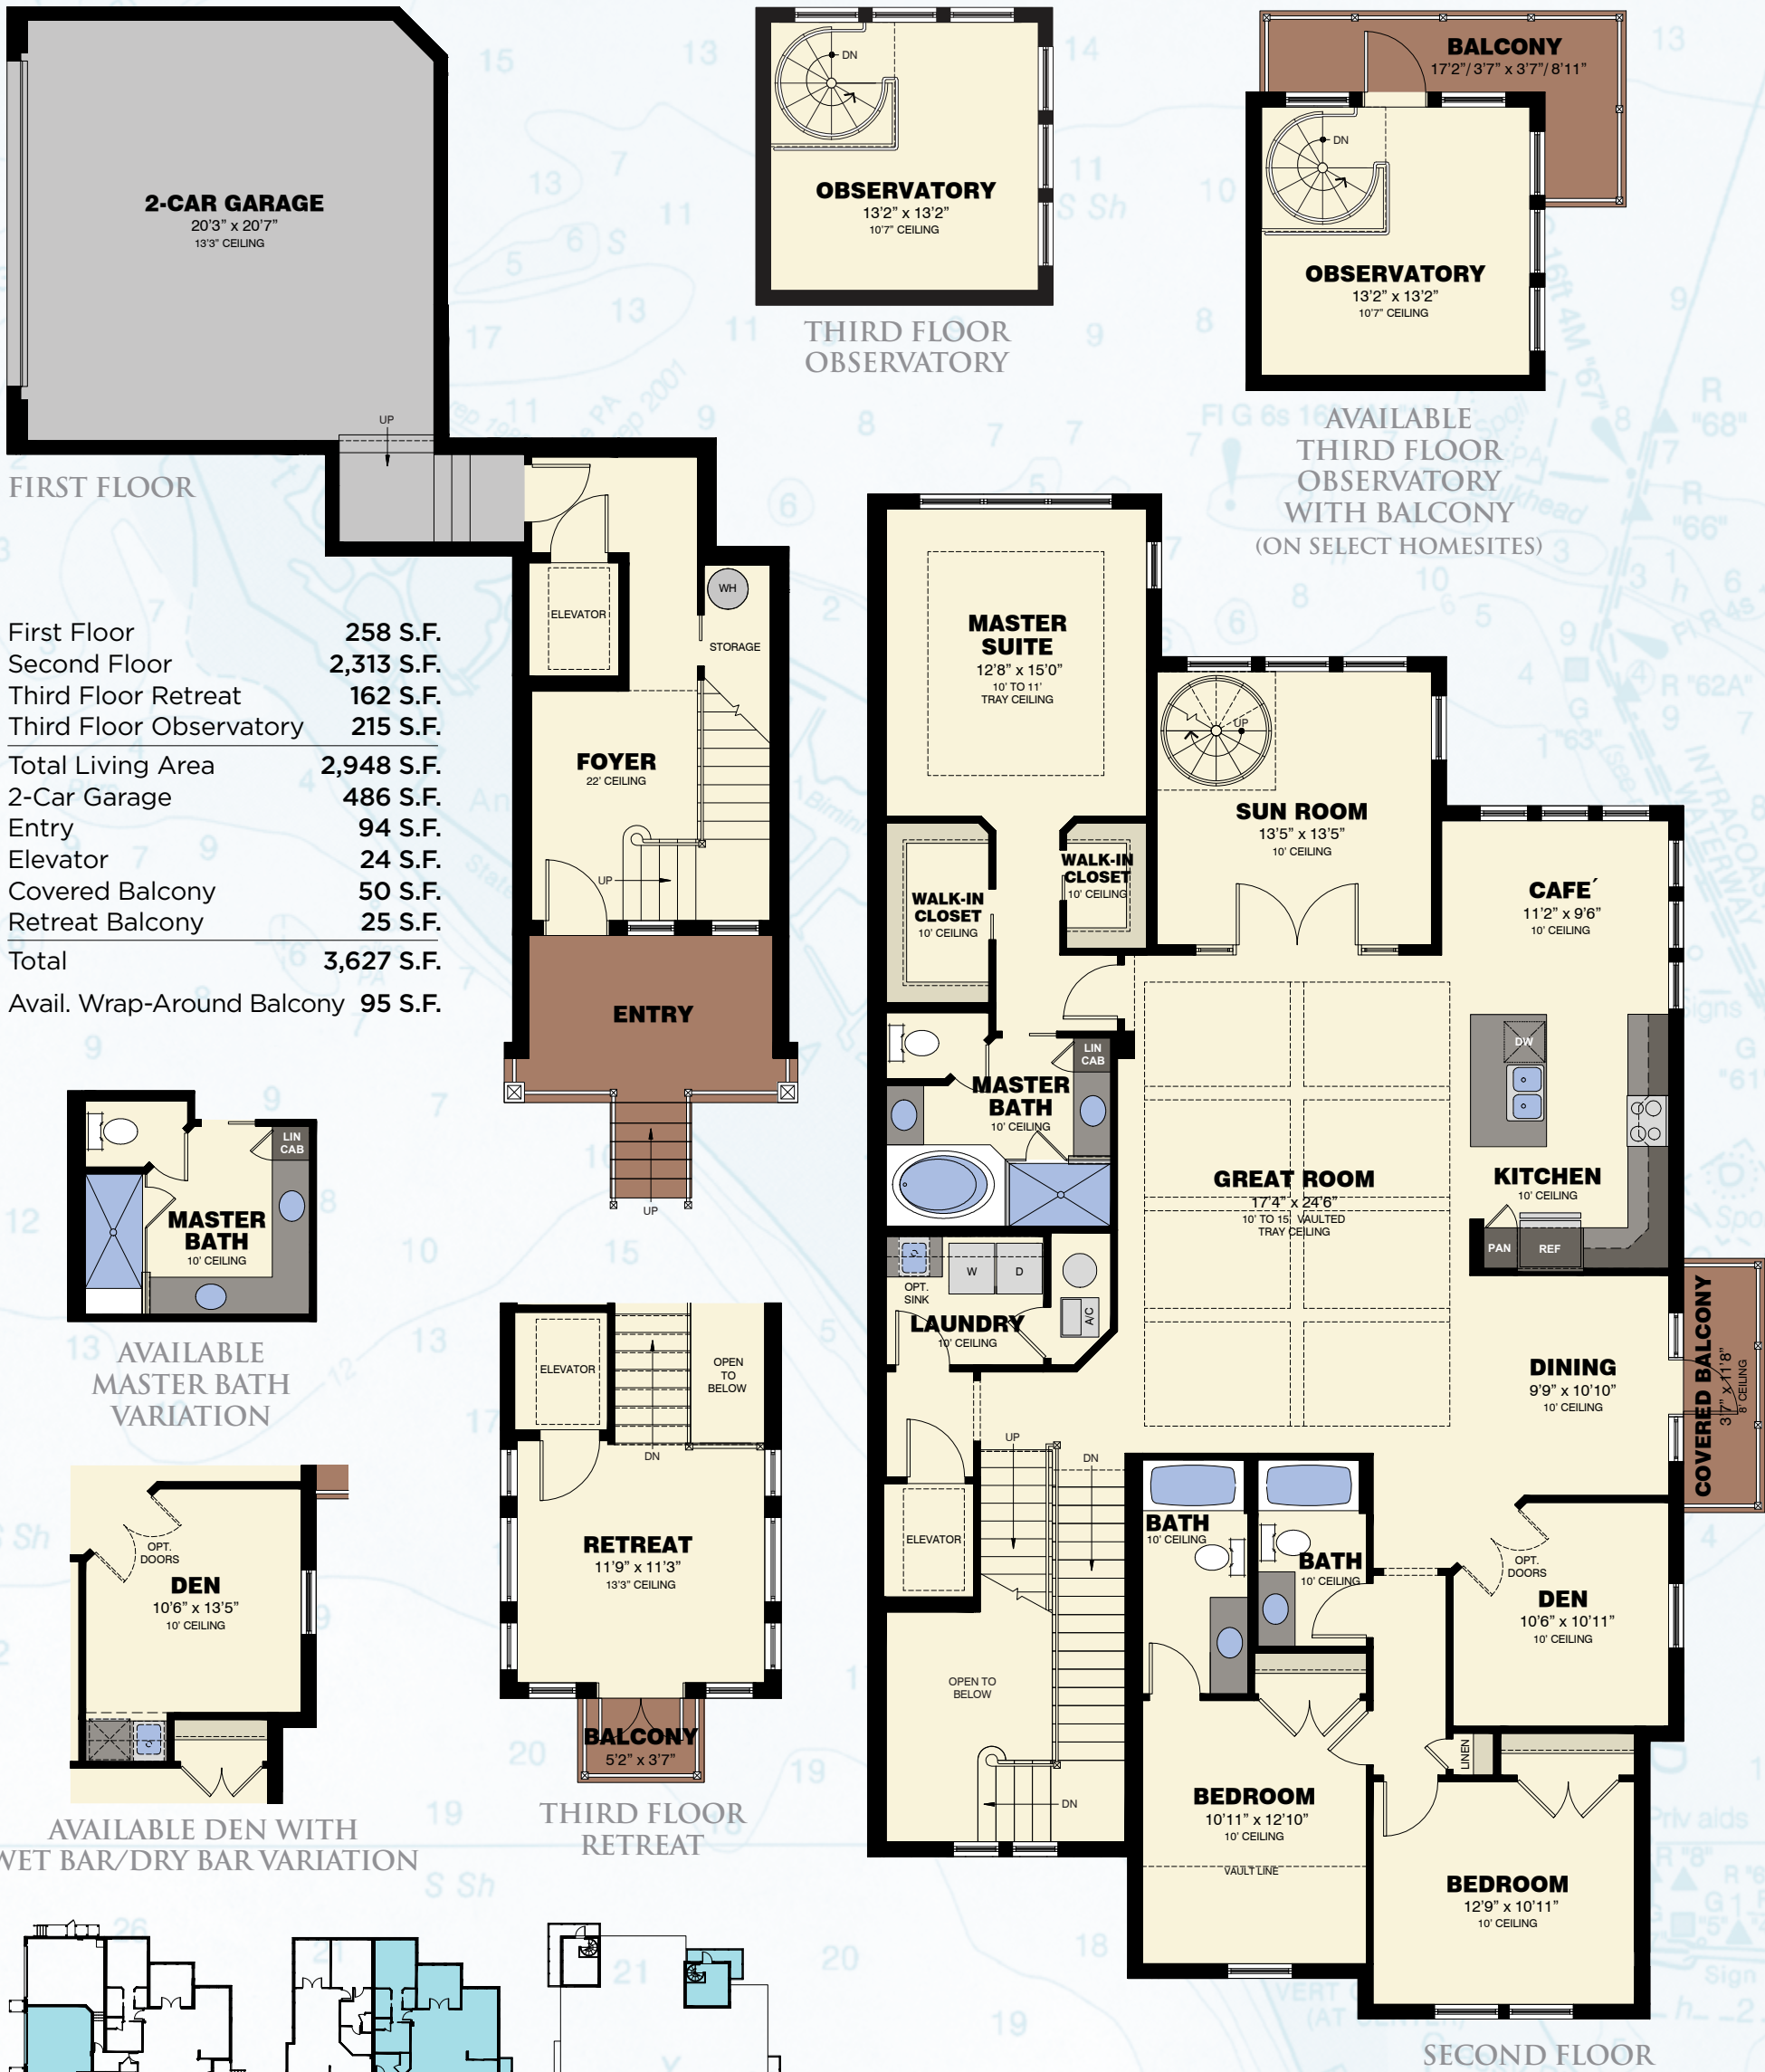 2-CAR GARAGE
20'3" x 20'7"
13'3" CEILING
UP
FIRST FLOOR
DN
OBSERVATORY
13'2" x 13'2"
10'7" CEILING
THIRD FLOOR
OBSERVATORY
BALCONY
17'2"/ 3'7" x 3'7"/ 8'11"
DN
OBSERVATORY
13'2" x 13'2"
10'7" CEILING
AVAILABLE
THIRD FLOOR
OBSERVATORY
WITH BALCONY
(ON SELECT HOMESITES)
First Floor 258 S.F.
Second Floor 2,313 S.F.
Third Floor Retreat 162 S.F.
Third Floor Observatory 215 S.F.
Total Living Area 2,948 S.F.
2-Car Garage 486 S.F.
Entry 94 S.F.
Elevator 24 S.F.
Covered Balcony 50 S.F.
Retreat Balcony 25 S.F.
Total 3,627 S.F.
Avail. Wrap-Around Balcony 95 S.F.
ELEVATOR
WH
STORAGE
FOYER
22' CEILING
UP
ENTRY
UP
LIN
CAB
MASTER
BATH
10' CEILING
AVAILABLE
MASTER BATH
VARIATION
OPT.
DOORS
DEN
10'6" x 13'5"
10' CEILING
AVAILABLE DEN WITH
WET BAR/DRY BAR VARIATION
ELEVATOR
OPEN
TO
BELOW
DN
RETREAT
11'9" x 11'3"
13'3" CEILING
BALCONY
5'2" x 3'7"
THIRD FLOOR
RETREAT
MASTER
SUITE
12'8" x 15'0"
10' TO 11'
TRAY CEILING
UP
SUN ROOM
13'5" x 13'5"
10' CEILING
WALK-IN
CLOSET
10' CEILING
WALK-IN
CLOSET
10' CEILING
CAFE´
11'2" x 9'6"
10' CEILING
LIN
CAB
MASTER
BATH
10' CEILING
DW
GREAT ROOM
17'4" x 24'6"
10' TO 15' VAULTED
TRAY CEILING
KITCHEN
10' CEILING
PAN
REF
OPT.
SINK
W
D
A/C
LAUNDRY
10' CEILING
DINING
9'9" x 10'10"
10' CEILING
COVERED BALCONY
3'7" x 11'8"
8' CEILING
UP
DN
ELEVATOR
BATH
10' CEILING
BATH
10' CEILING
OPT.
DOORS
DEN
10'6" x 10'11"
10' CEILING
OPEN TO
BELOW
DN
LINEN
BEDROOM
10'11" x 12'10"
10' CEILING
VAULT LINE
BEDROOM
12'9" x 10'11"
10' CEILING
SECOND FLOOR